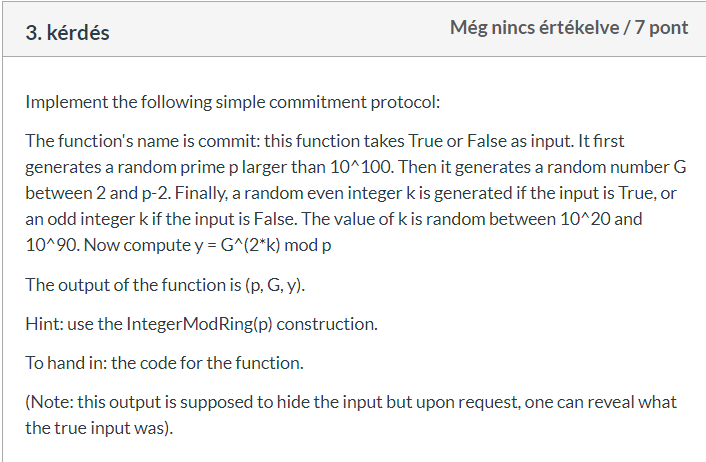 3. kérdés
Még nincs értékelve / 7 pont
Implement the following simple commitment protocol:
The function's name is commit: this function takes True or False as input. It first
generates a random prime p larger than 10^100. Then it generates a random number G
between 2 and p-2. Finally, a random even integer k is generated if the input is True, or
an odd integer k if the input is False. The value of k is random between 10^20 and
10^90. Now compute y = G^(2*k) mod p
The output of the function is (p, G, y).
Hint: use the IntegerModRing(p) construction.
To hand in: the code for the function.
(Note: this output is supposed to hide the input but upon request, one can reveal what
the true input was).